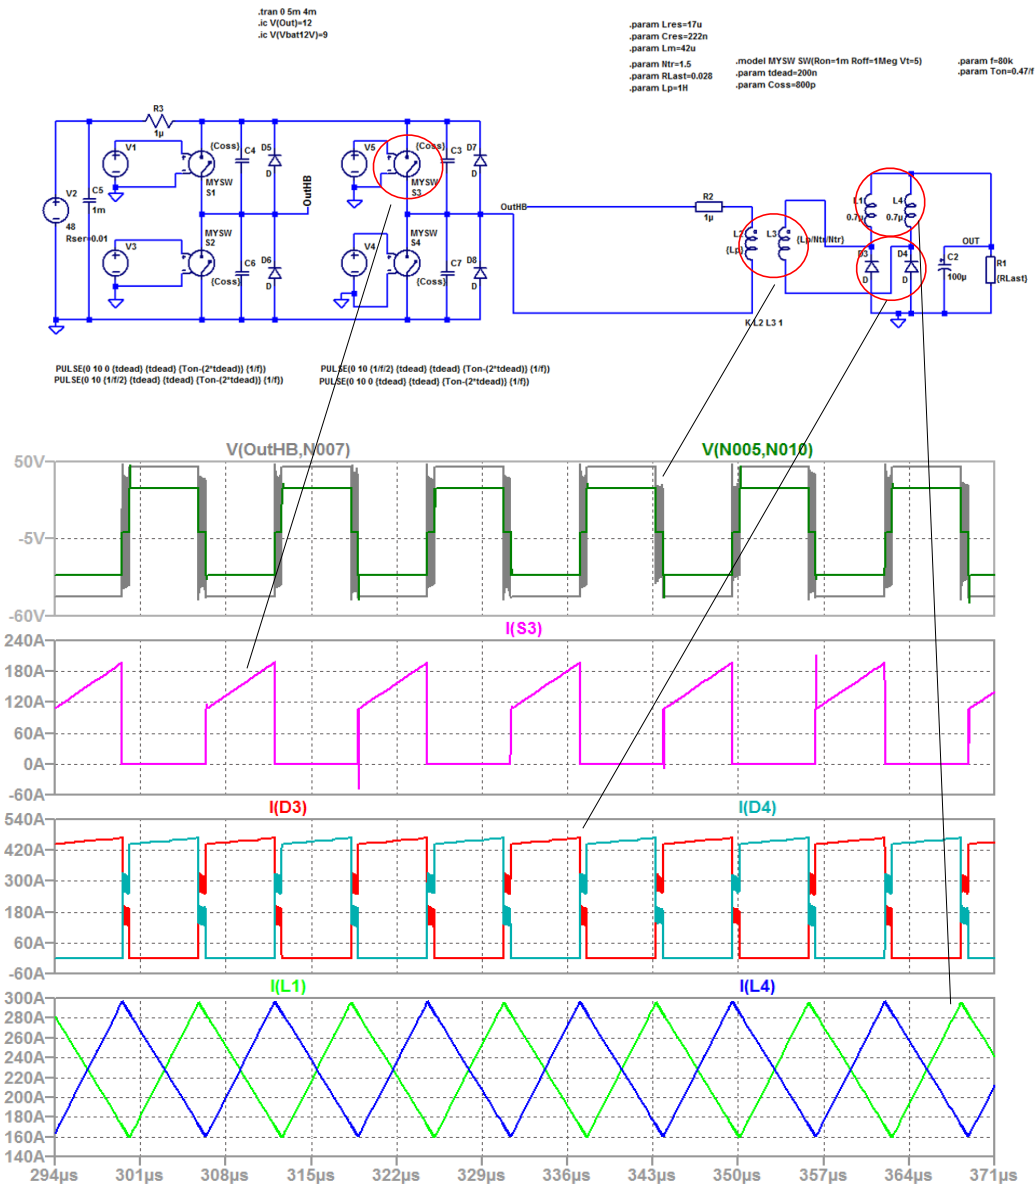 .tran 0 5m 4m
.ic V(Out)=12
.ic V(Vbat12V)=9
.param Lres=17u
.param Cres=222n
.param Lm=42u
.param Ntr=1.5
.param RLast=0.028
.param Lp=1H
.model MYSW SW(Ron=1m Roff=1Meg Vt=5)
.param tdead=200n
.param Coss=800p
.param f=80k
.param Ton=0.47/f
R3
1µ
V1
MYSW
S1
{Coss}
C4
D5
D
V2
48
Rser=0.01
C5
1m
OutHB
V3
MYSW
S2
C6
{Coss}
D6
D
V5
MYSW
S3
{Coss}
C3
D7
D
V4
MYSW
S4
C7
{Coss}
D8
D
OutHB
R2
1µ
L2
{Lp}
L3
{Lp/Ntr/Ntr}
K L2 L3 1
L1
0.7µ
L4
0.7µ
D3
D
D4
D
OUT
C2
100µ
R1
{RLast}
PULSE(0 10 0 {tdead} {tdead} {Ton-(2*tdead)} {1/f})
PULSE(0 10 {1/f/2} {tdead} {tdead} {Ton-(2*tdead)} {1/f})
PULSE(0 10 {1/f/2} {tdead} {tdead} {Ton-(2*tdead)} {1/f})
PULSE(0 10 0 {tdead} {tdead} {Ton-(2*tdead)} {1/f})
V(OutHB,N007)
V(N005,N010)
50V
-5V
-60V
I(S3)
240A
180A
120A
60A
0A
-60A
I(D3)
I(D4)
540A
420A
300A
180A
60A
-60A
I(L1)
I(L4)
300A
280A
260A
240A
220A
200A
180A
160A
140A
294µs
301µs
308µs
315µs
322µs
329µs
336µs
343µs
350µs
357µs
364µs
371µs